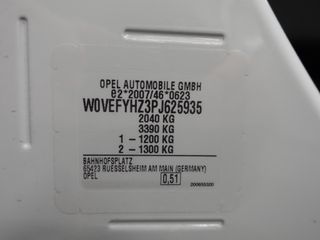 OPEL AUTOMOBILE GMBH
e2*2007/46*0623
W0VEFYHZ3PJ625935
2040 KG
3390 KG
1 – 1200 KG
2 – 1300 KG
BAHNHOFSPLATZ
65423 RUESSELSHEIM AM MAIN (GERMANY)
OPEL 0,51